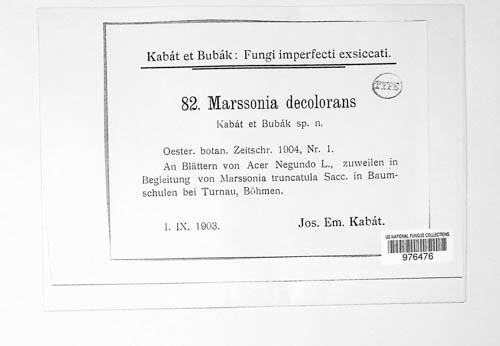 Kabát et Bubák: Fungi imperfecti exsiccati.
TYPE
82. Marssonia decolorans
Kabát et Bubák sp. n.
Oester. botan. Zeitschr. 1904, Nr. 1.
An Blättern von Acer Negundo L., zuweilen in
Begleitung von Marssonia truncatula Sacc. in Baum-
schulen bei Turnau, Böhmen.
1. IX. 1903.
Jos. Em. Kabát.
US NATIONAL FUNGUS COLLECTIONS
976476